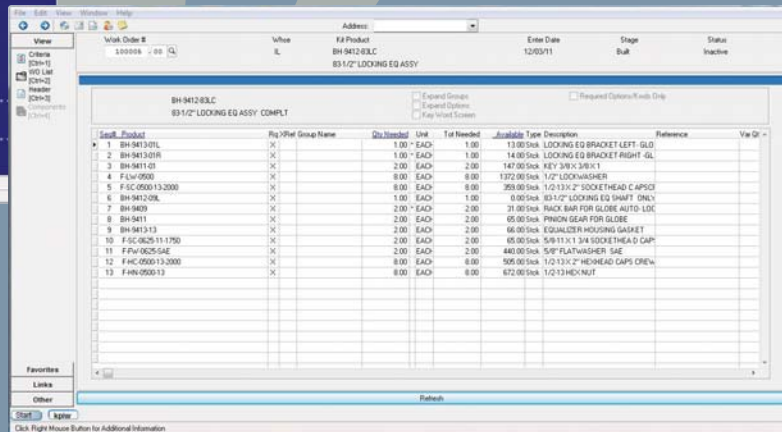 File Edit View Window Help
Address:
View
Criteria
[Ctrl+1]
WO List
[Ctrl+2]
Header
[Ctrl+3]
Components
[Ctrl+4]
Work Order # Whse Kit Product Enter Date Stage Status
100006 - 00 IL BH-9412-83LC 12/03/11 Built Inactive
83-1/2" LOCKING EQ ASSY
BH-9412-83LC
83-1/2" LOCKING EQ ASSY COMPLT
Expand Groups
Expand Options
Key Word Screen
Required Options/Kwds Only
Seq# Product Rq XRef Group Name Qty Needed Unit Tot Needed Available Type Description Reference
1 BH-9413-01L X 1.00 * EACH 1.00 13.00 Stck LOCKING EQ BRACKET-LEFT- GLO
2 BH-9413-01R X 1.00 * EACH 1.00 14.00 Stck LOCKING EQ BRACKET-RIGHT -GL
3 BH-9411-01 X 2.00 EACH 2.00 147.00 Stck KEY 3/8 X 3/8 X 1
4 F-LW-0500 X 8.00 EACH 8.00 1372.00 Stck 1/2" LOCKWASHER
5 F-SC-0500-13-2000 X 8.00 EACH 8.00 359.00 Stck 1/2-13 X 2" SOCKETHEAD C APSCF
6 BH-9412-09L X 1.00 EACH 1.00 0.00 Stck 83-1/2" LOCKING EQ SHAFT ONLY
7 BH-9409 X 2.00 * EACH 2.00 31.00 Stck RACK BAR FOR GLOBE AUTO- LOC
8 BH-9411 X 2.00 EACH 2.00 65.00 Stck PINION GEAR FOR GLOBE
9 BH-9413-13 X 2.00 EACH 2.00 66.00 Stck EQUALIZER HOUSING GASKET
10 F-SC-0625-11-1750 X 2.00 EACH 2.00 65.00 Stck 5/8-11 X 1 3/4 SOCKETHEA D CAP
11 F-FW-0625-SAE X 2.00 EACH 2.00 440.00 Stck 5/8" FLATWASHER SAE
12 F-HC-0500-13-2000 X 8.00 EACH 8.00 505.00 Stck 1/2-13 X 2" HEXHEAD CAPS CREW
13 F-HN-0500-13 X 8.00 EACH 8.00 672.00 Stck 1/2-13 HEX NUT
Favorites
Links
Other
Refresh
Start kpiw
Click Right Mouse Button for Additional Information